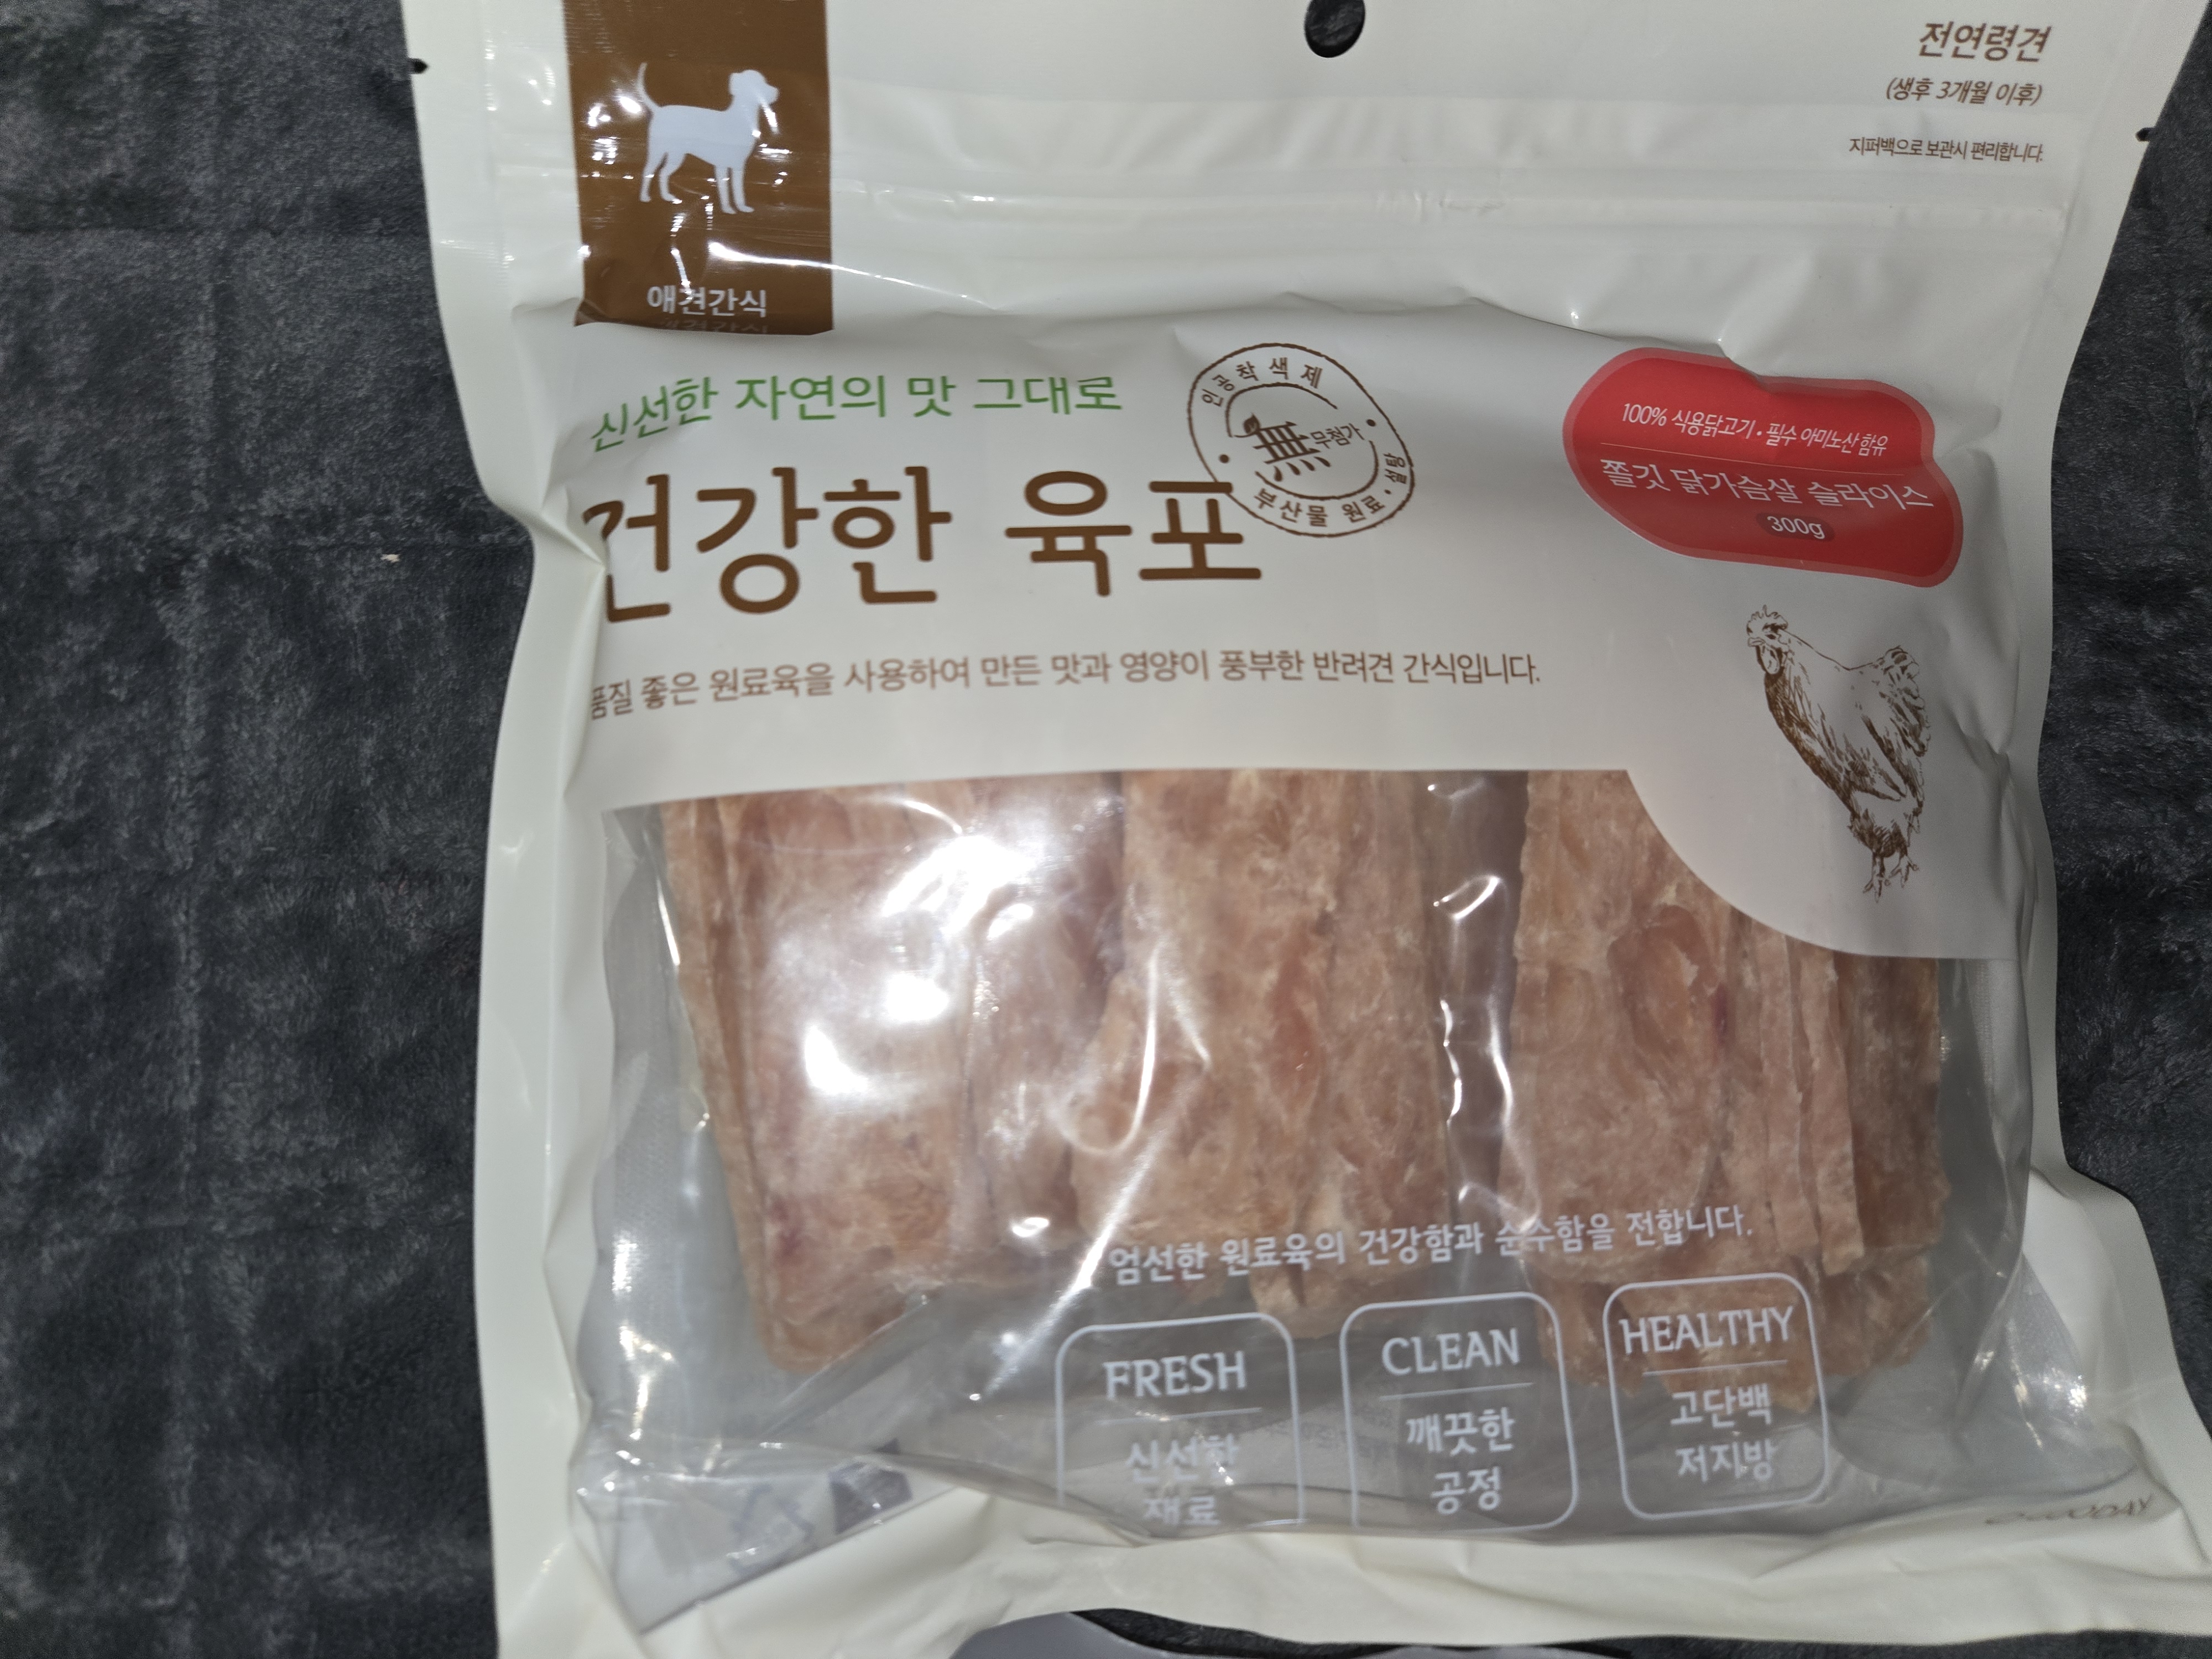 전연령견
(생후 3개월 이후)
지퍼백으로 보관시 편리합니다.
애견간식
신선한 자연의 맛 그대로
인공착색제
無 무첨가
부산물 원료 • 설탕
100% 식용닭고기 • 필수 아미노산 함유
쫄깃 닭가슴살 슬라이스
300g
건강한 육포
품질 좋은 원료육을 사용하여 만든 맛과 영양이 풍부한 반려견 간식입니다.
엄선한 원료육의 건강함과 순수함을 전합니다.
FRESH
신선한
재료
CLEAN
깨끗한
공정
HEALTHY
고단백
저지방